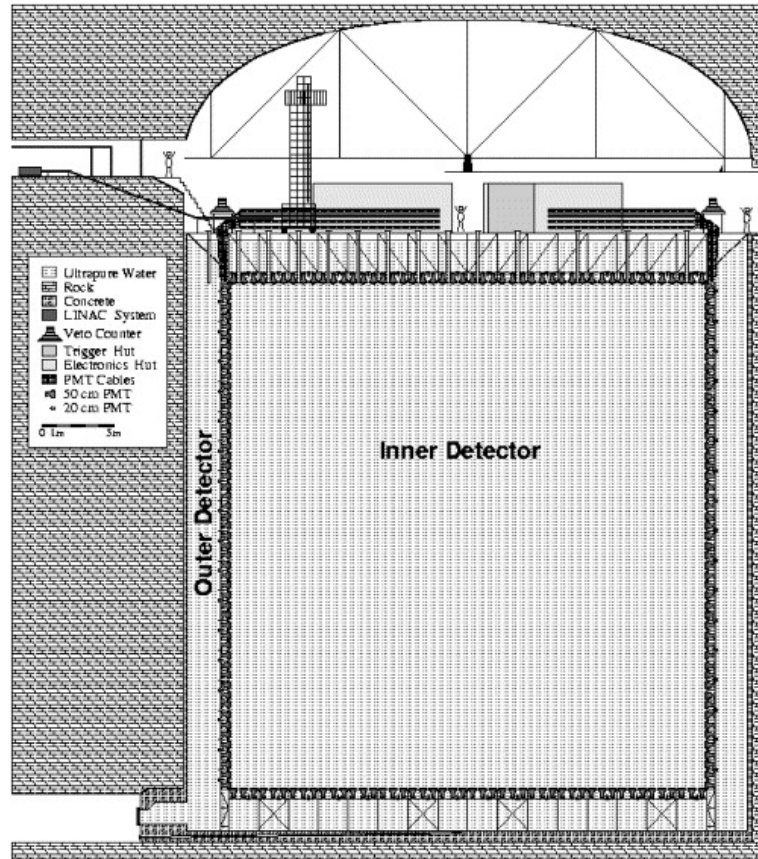 Ultrapure Water
Rock
Concrete
LINAC System
Veto Counter
Trigger Hut
Electronics Hut
PMT Cables
50 cm PMT
20 cm PMT
0 1m 5m
Outer Detector
Inner Detector